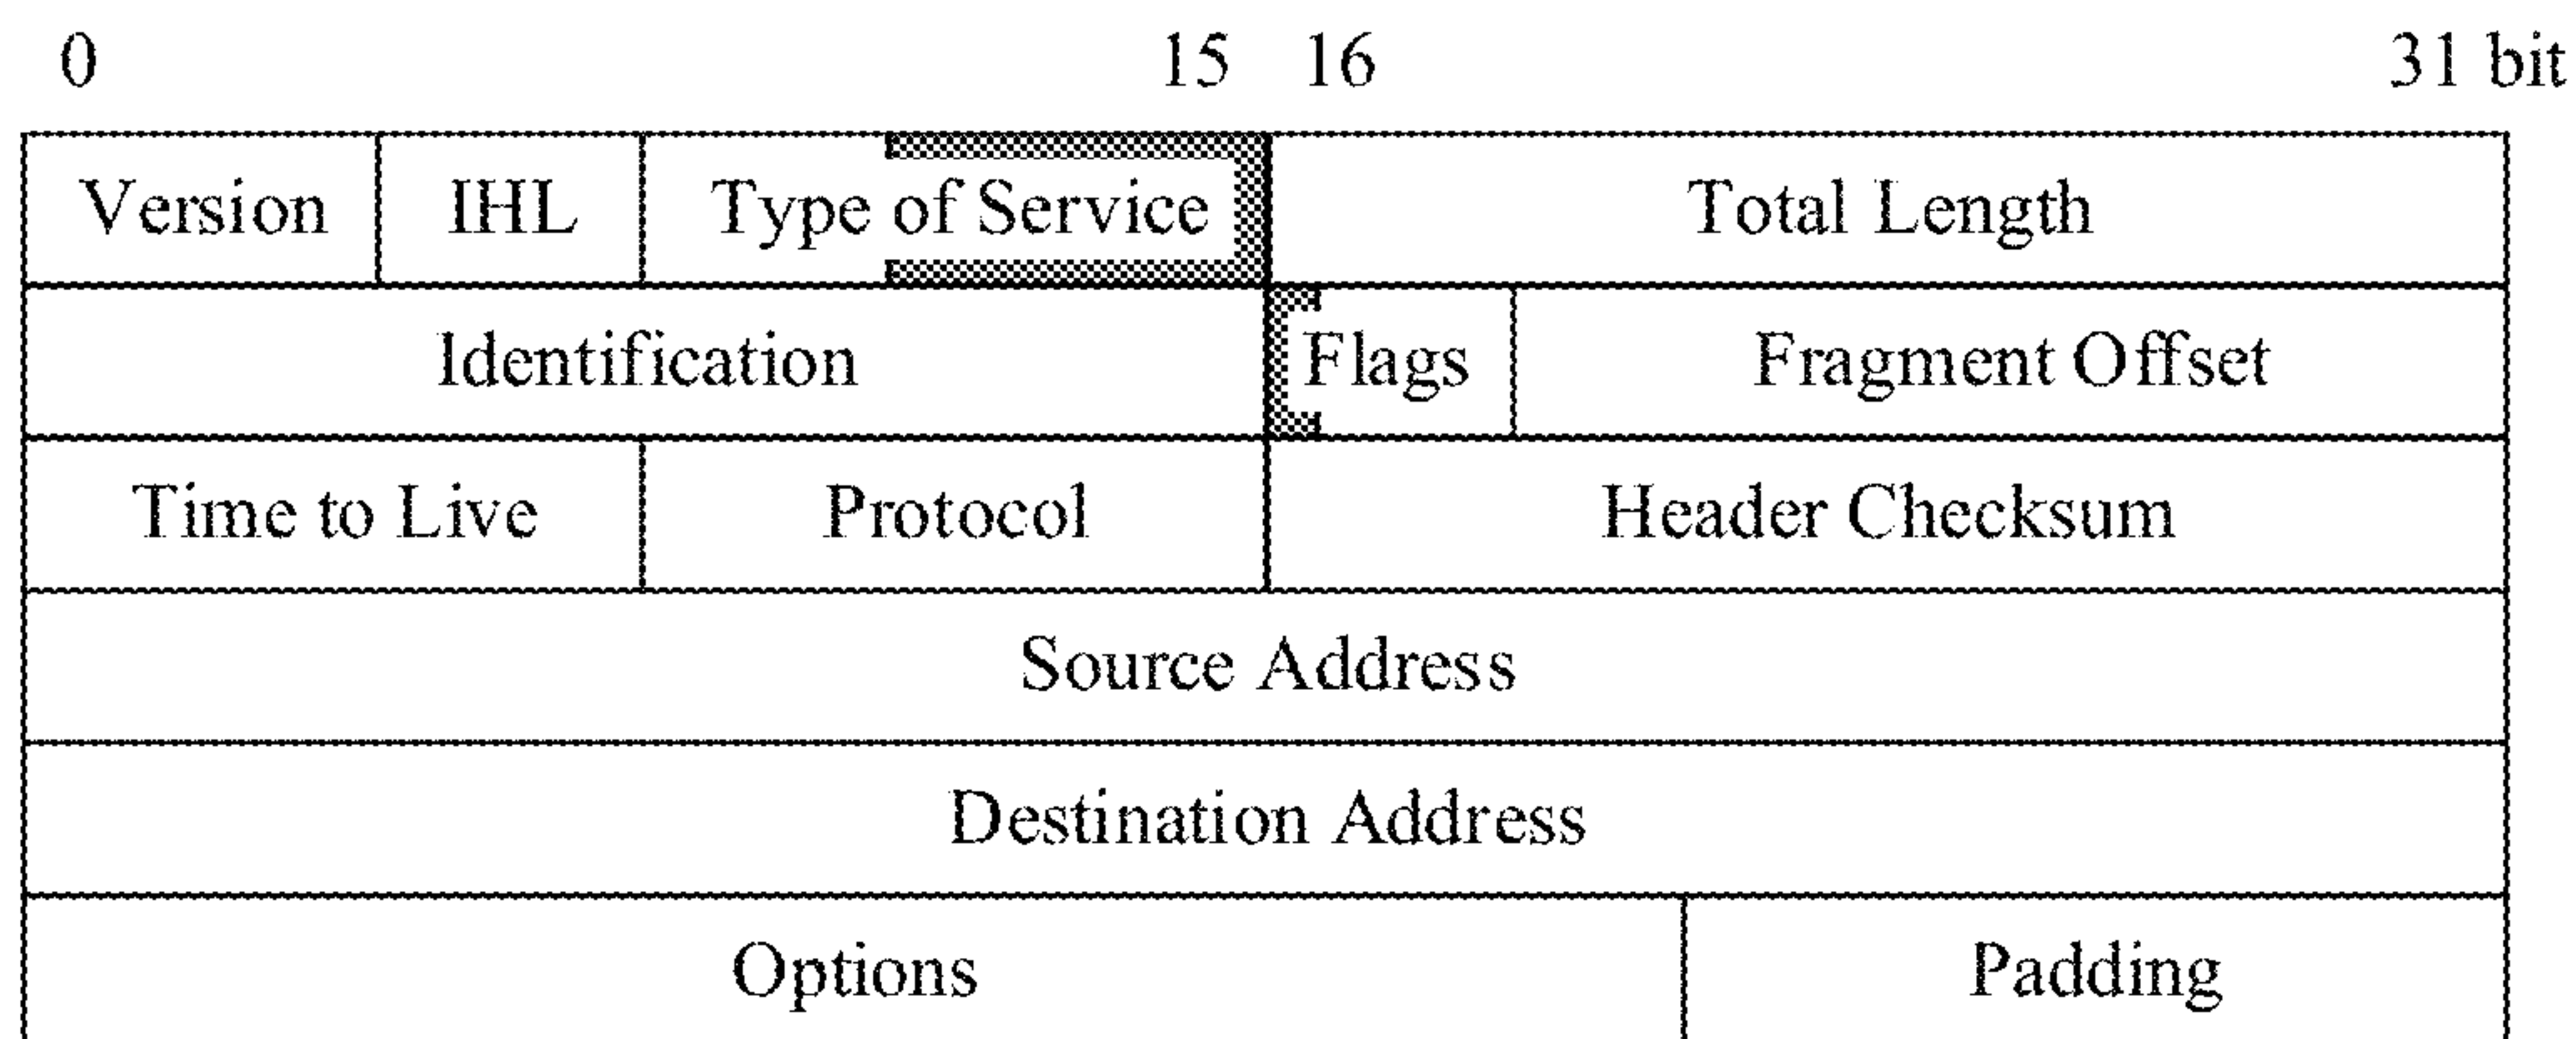 0 15 16 31 bit
Version IHL Type of Service Total Length
Identification Flags Fragment Offset
Time to Live Protocol Header Checksum
Source Address
Destination Address
Options Padding